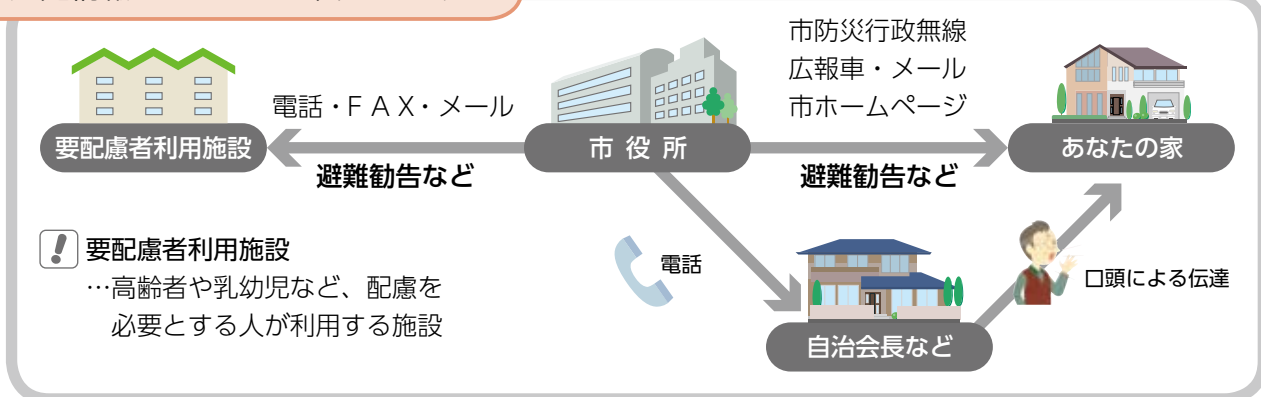 市防災行政無線
広報車・メール
市ホームページ
電話・ＦＡＸ・メール
要配慮者利用施設
市役所
あなたの家
避難勧告など
避難勧告など
要配慮者利用施設
…高齢者や乳幼児など、配慮を
必要とする人が利用する施設
電話
口頭による伝達
自治会長など